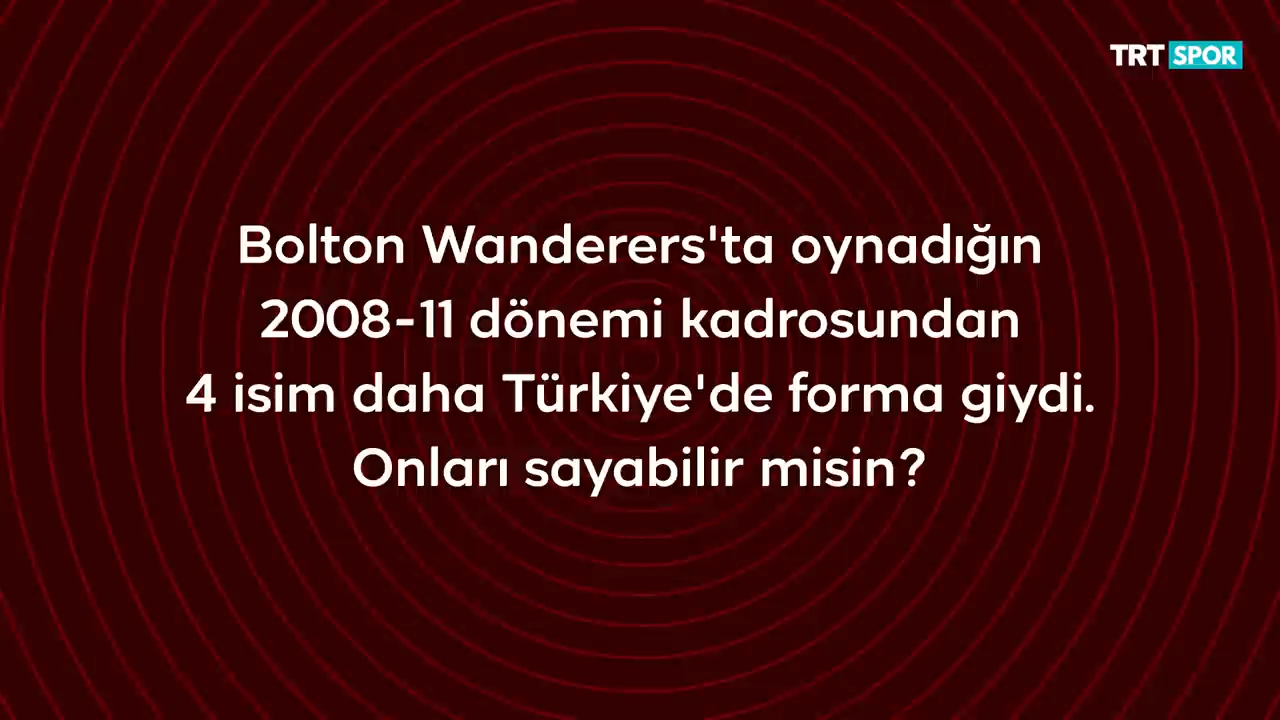 TRT SPOR
Bolton Wanderers'ta oynadığın
2008-11 dönemi kadrosundan
4 isim daha Türkiye'de forma giydi.
Onları sayabilir misin?